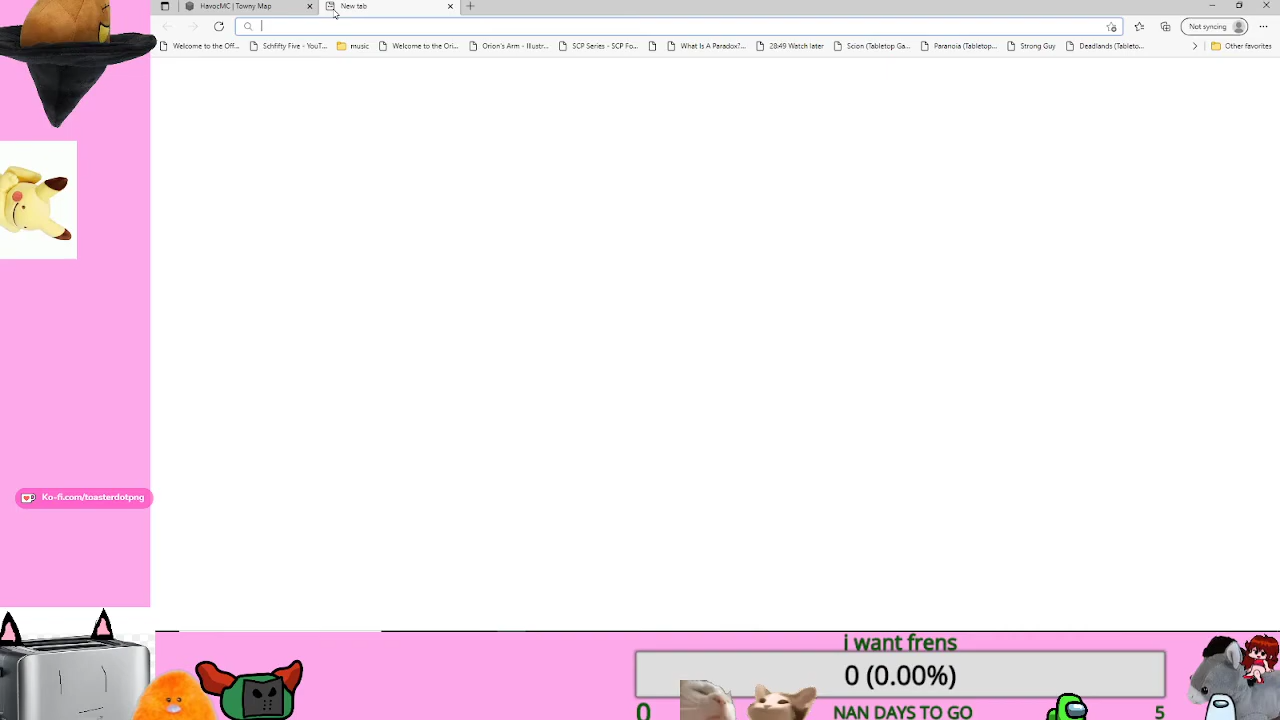 HavocMC | Towny Map
New tab
Not syncing
Welcome to the Off...
Schfifty Five - YouT...
music
Welcome to the Ori...
Orion's Arm - Illustr...
SCP Series - SCP Fo...
What Is A Paradox?...
28:49 Watch later
Scion (Tabletop Ga...
Paranoia (Tabletop...
Strong Guy
Deadlands (Tableto...
Other favorites
Ko-fi.com/toasterdotpng
i want frens
0 (0.00%)
0 NAN DAYS TO GO 5